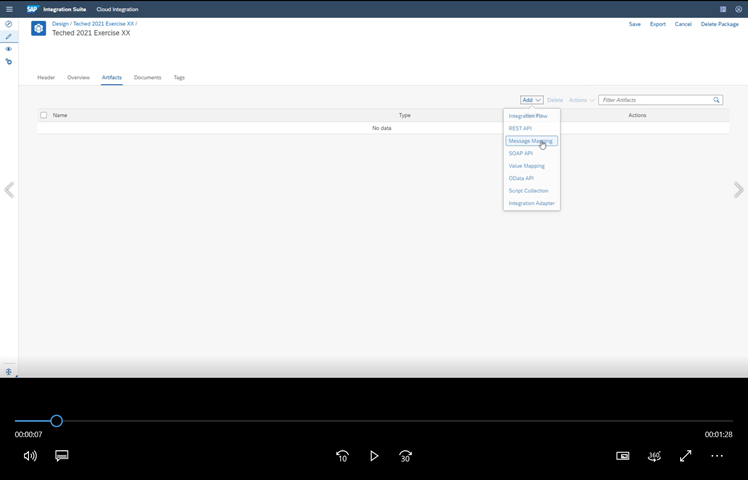 SAP Integration Suite Cloud Integration
Design / Teched 2021 Exercise XX /
Teched 2021 Exercise XX
Save Export Cancel Delete Package
Header Overview Artifacts Documents Tags
Add Delete Actions Filter Artifacts
Name Type Actions
No data
Integration Flow
REST API
Message Mapping
SOAP API
Value Mapping
OData API
Script Collection
Integration Adapter
00:00:07 00:01:28
10 30 360°